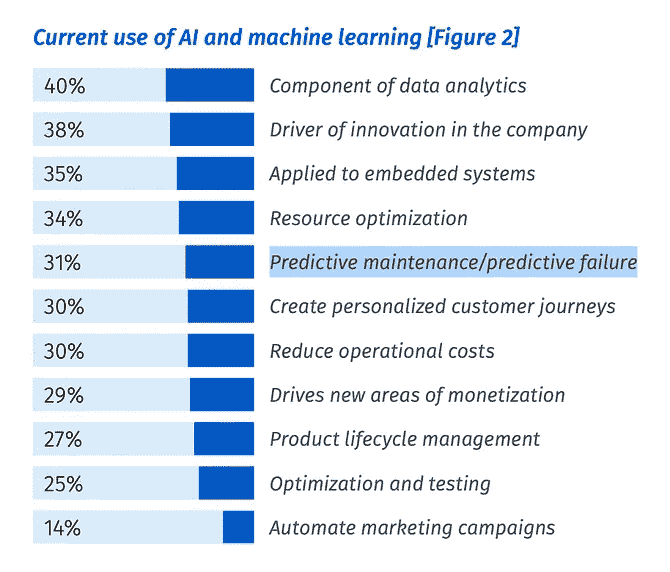 Current use of AI and machine learning [Figure 2]
40% Component of data analytics
38% Driver of innovation in the company
35% Applied to embedded systems
34% Resource optimization
31% Predictive maintenance/predictive failure
30% Create personalized customer journeys
30% Reduce operational costs
29% Drives new areas of monetization
27% Product lifecycle management
25% Optimization and testing
14% Automate marketing campaigns